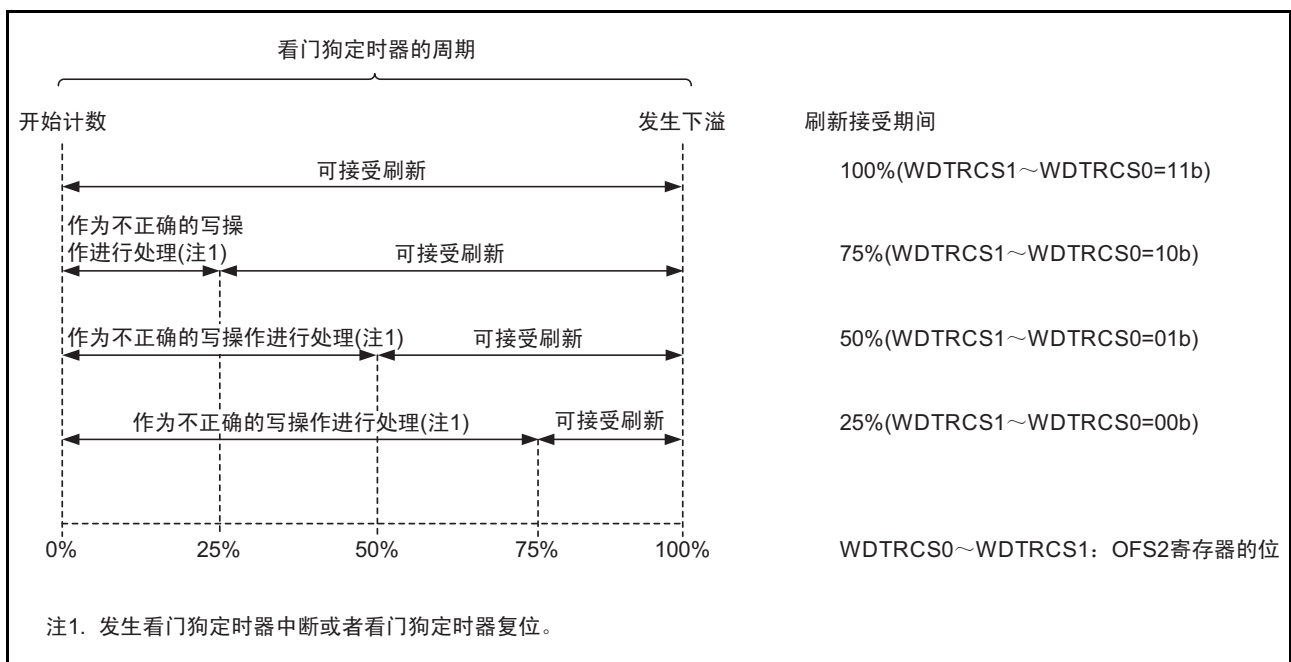 看门狗定时器的周期
开始计数
发生下溢
刷新接受期间
可接受刷新
100%(WDTRCS1～WDTRCS0=11b)
作为不正确的写操
作进行处理(注1)
可接受刷新
75%(WDTRCS1～WDTRCS0=10b)
作为不正确的写操作进行处理(注1)
可接受刷新
50%(WDTRCS1～WDTRCS0=01b)
作为不正确的写操作进行处理(注1)
可接受刷新
25%(WDTRCS1～WDTRCS0=00b)
0%
25%
50%
75%
100%
WDTRCS0～WDTRCS1：OFS2寄存器的位
注1. 发生看门狗定时器中断或者看门狗定时器复位。